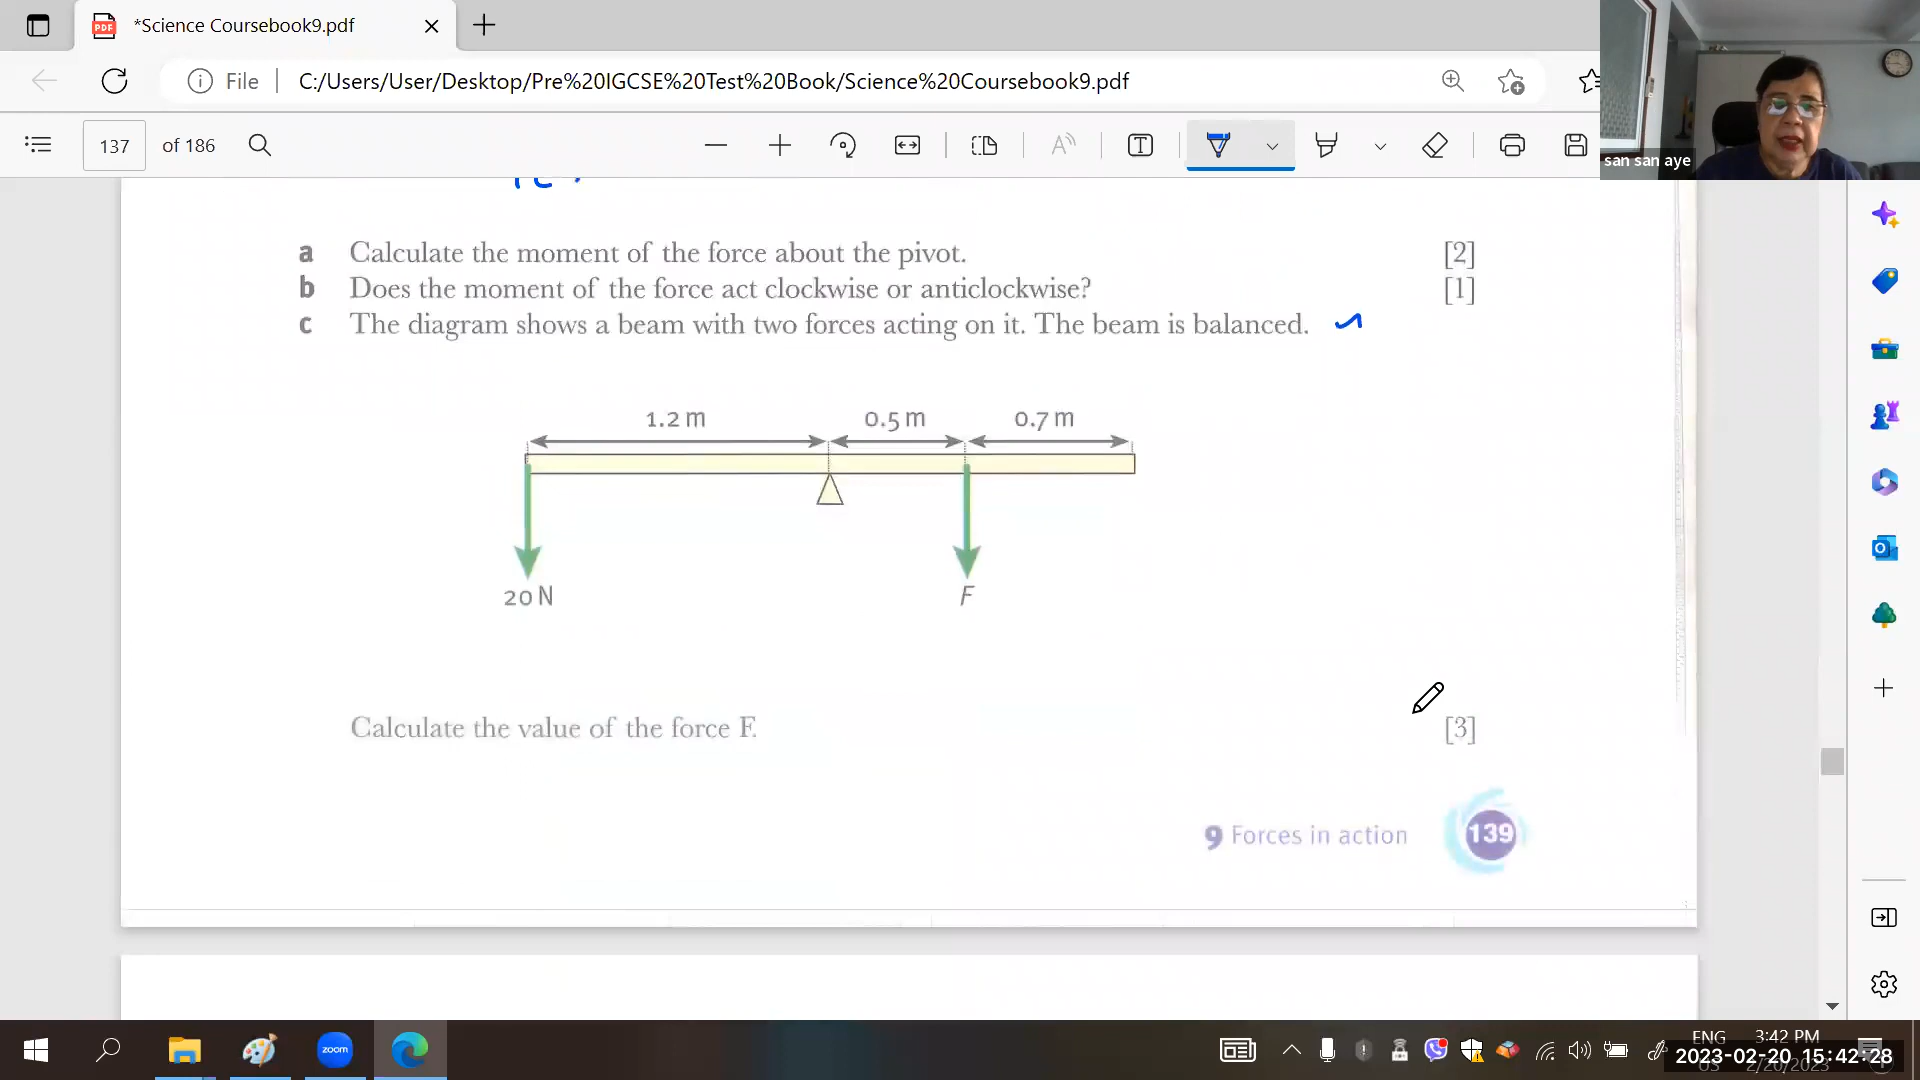 *Science Coursebook9.pdf
File
C:/Users/User/Desktop/Pre%20IGCSE%20Test%20Book/Science%20Coursebook9.pdf
san san aye
137 of 186
a Calculate the moment of the force about the pivot. [2]
b Does the moment of the force act clockwise or anticlockwise? [1]
c The diagram shows a beam with two forces acting on it. The beam is balanced.
1.2 m 0.5 m 0.7 m
20 N F
Calculate the value of the force F. [3]
9 Forces in action 139
zoom
ENG 3:42 PM
2023-02-20 15:42:28